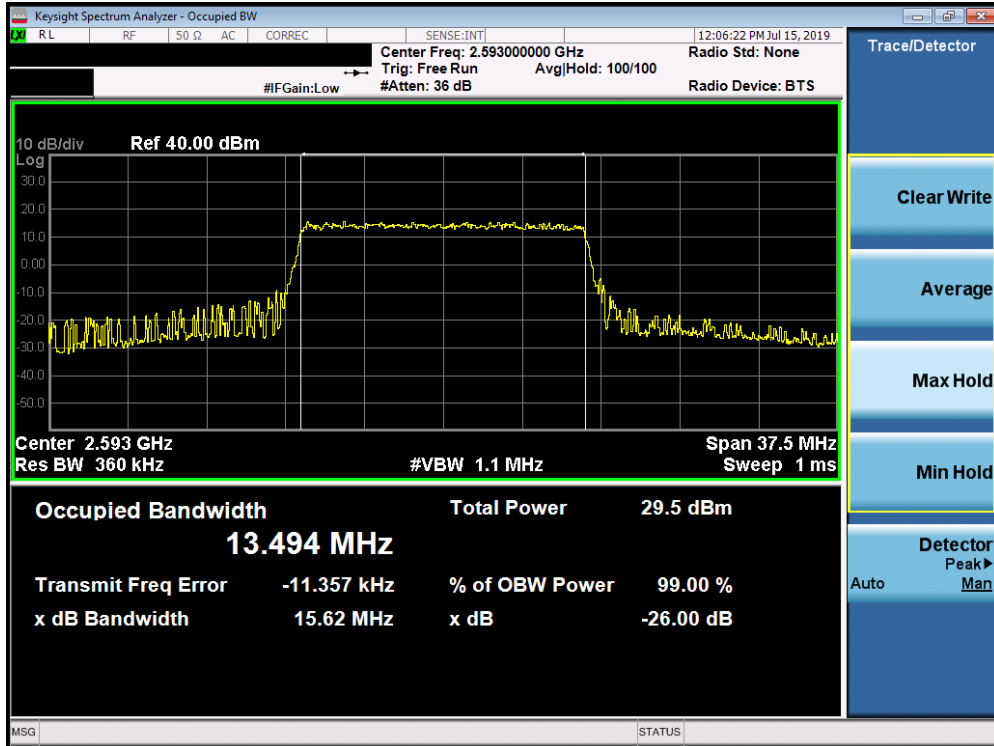 Keysight Spectrum Analyzer - Occupied BW
LXI RL RF 50 Ω AC CORREC SENSE:INT 12:06:22 PM Jul 15, 2019
Center Freq: 2.593000000 GHz Radio Std: None
Trig: Free Run Avg|Hold: 100/100
#IFGain:Low #Atten: 36 dB Radio Device: BTS
10 dB/div Ref 40.00 dBm
Log
30.0
20.0
10.0
0.00
-10.0
-20.0
-30.0
-40.0
-50.0
Center 2.593 GHz Span 37.5 MHz
Res BW 360 kHz #VBW 1.1 MHz Sweep 1 ms
Occupied Bandwidth Total Power 29.5 dBm
13.494 MHz
Transmit Freq Error -11.357 kHz % of OBW Power 99.00 %
x dB Bandwidth 15.62 MHz x dB -26.00 dB
MSG STATUS
Trace/Detector
Clear Write
Average
Max Hold
Min Hold
Detector
Peak▶
Auto Man